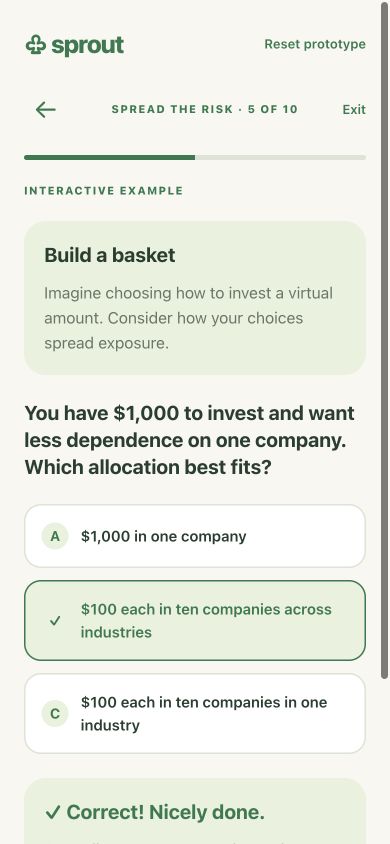 sprout
Reset prototype
SPREAD THE RISK · 5 OF 10
Exit
INTERACTIVE EXAMPLE
Build a basket
Imagine choosing how to invest a virtual
amount. Consider how your choices
spread exposure.
You have $1,000 to invest and want
less dependence on one company.
Which allocation best fits?
A
$1,000 in one company
✓
$100 each in ten companies across
industries
C
$100 each in ten companies in one
industry
✓ Correct! Nicely done.